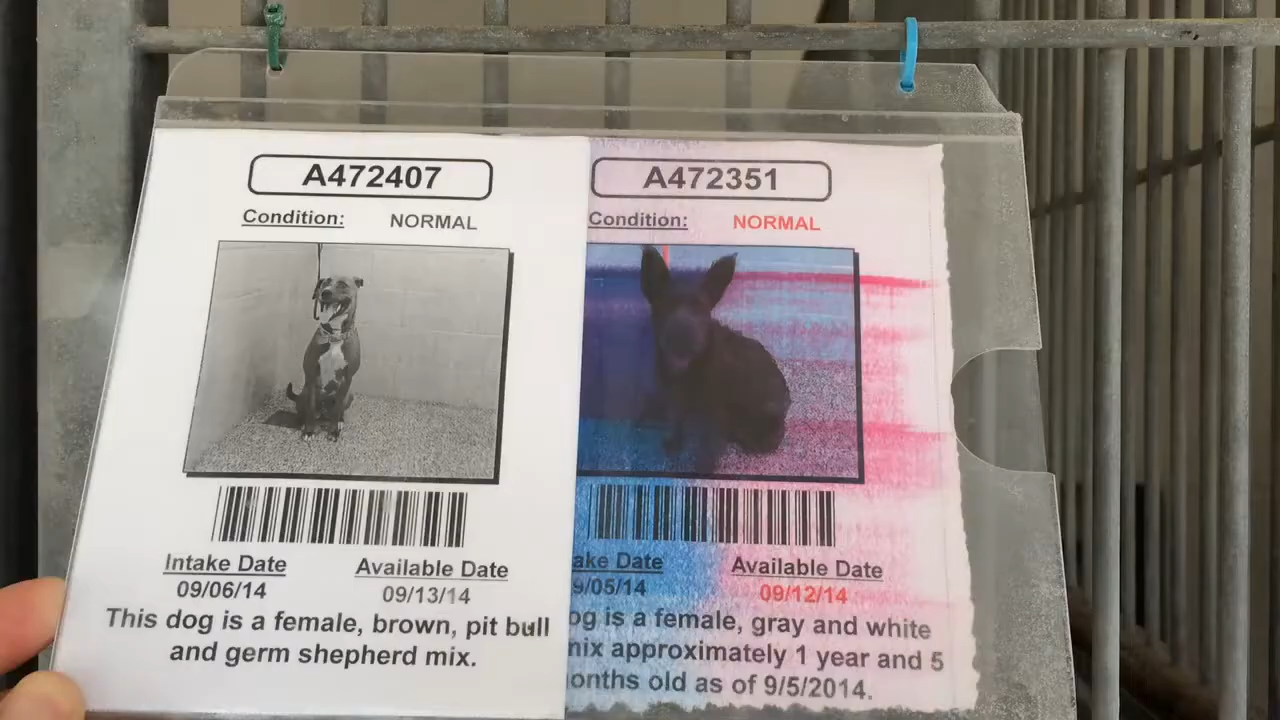 A472407
Condition: NORMAL
Intake Date Available Date
09/06/14 09/13/14
This dog is a female, brown, pit bull
and germ shepherd mix.
A472351
Condition: NORMAL
ake Date Available Date
9/05/14 09/12/14
og is a female, gray and white
mix approximately 1 year and 5
onths old as of 9/5/2014.